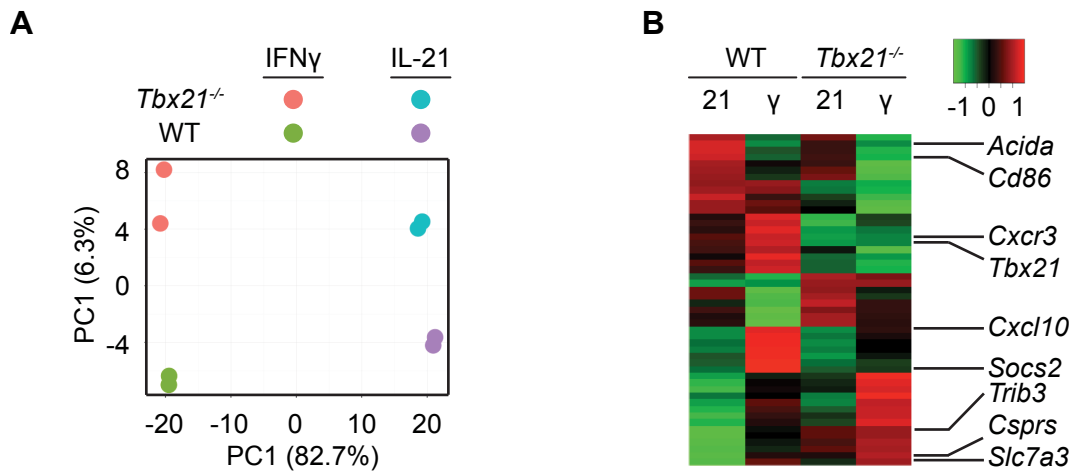 A
IFNγ IL-21
Tbx21-/-
WT
8
4
0
-4
PC1 (6.3%)
-20 -10 0 10 20
PC1 (82.7%)
B
WT Tbx21-/-
21 γ 21 γ
-1 0 1
Acida
Cd86
Cxcr3
Tbx21
Cxcl10
Socs2
Trib3
Csprs
Slc7a3